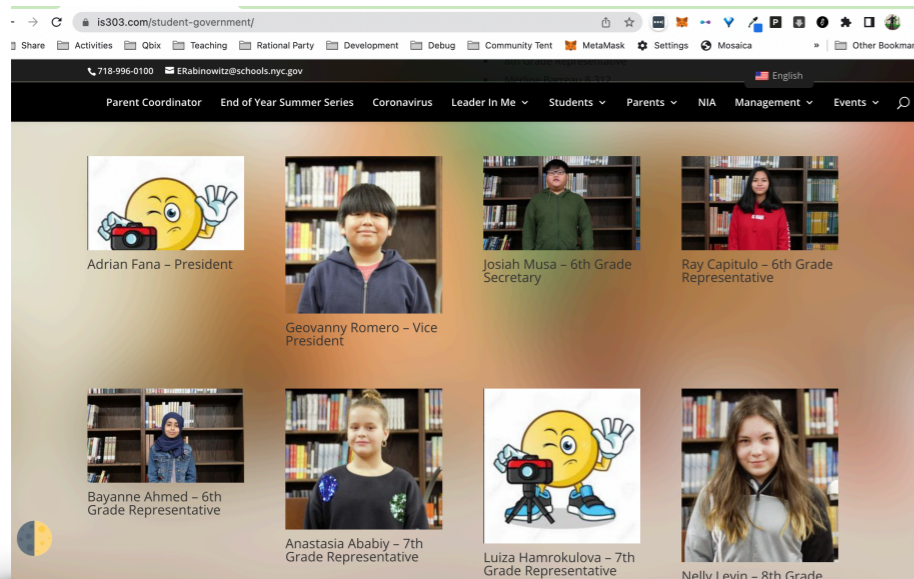 is303.com/student-government/
Share Activities Qbix Teaching Rational Party Development Debug Community Tent MetaMask Settings Mosaica » Other Bookmar
718-996-0100 ERabinowitz@schools.nyc.gov
English
Parent Coordinator End of Year Summer Series Coronavirus Leader In Me Students Parents NIA Management Events
Adrian Fana – President
Geovanny Romero – Vice
President
Josiah Musa – 6th Grade
Secretary
Ray Capitulo – 6th Grade
Representative
Bayanne Ahmed – 6th
Grade Representative
Anastasia Ababiy – 7th
Grade Representative
Luiza Hamrokulova – 7th
Grade Representative
Nelly Levin – 8th Grade